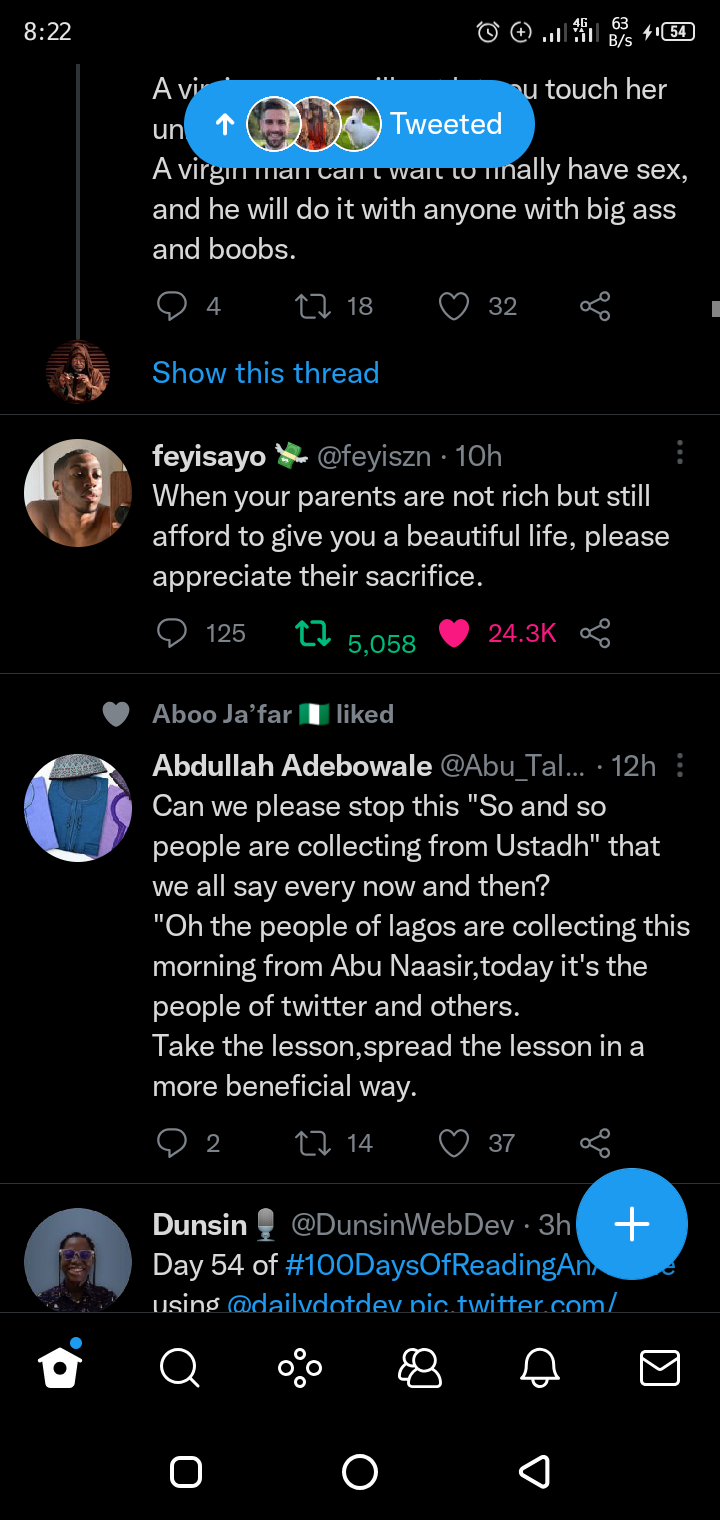 8:22
4G
63
B/s
54
A
u touch her
un
Tweeted
A virgin man can't wait to finally have sex,
and he will do it with anyone with big ass
and boobs.
4 18 32
Show this thread
feyisayo 💸 @feyiszn · 10h
When your parents are not rich but still
afford to give you a beautiful life, please
appreciate their sacrifice.
125 5,058 24.3K
Aboo Ja'far 🇳🇬 liked
Abdullah Adebowale @Abu_Tal... · 12h
Can we please stop this "So and so
people are collecting from Ustadh" that
we all say every now and then?
"Oh the people of lagos are collecting this
morning from Abu Naasir,today it's the
people of twitter and others.
Take the lesson,spread the lesson in a
more beneficial way.
2 14 37
Dunsin🎙️ @DunsinWebDev · 3h
Day 54 of #100DaysOfReadingAn
using @dailydotdev pic.twitter.com/